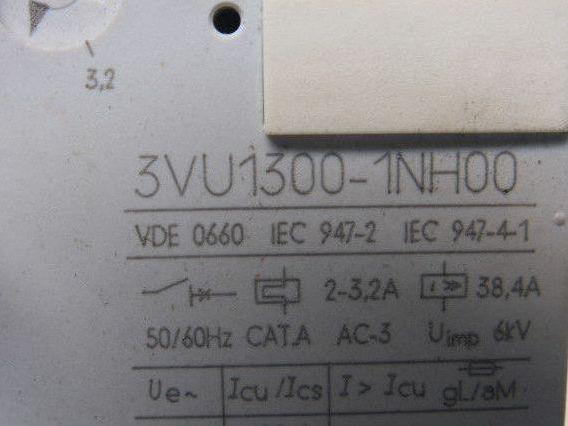 3,2
3VU1300-1NH00
VDE 0660 IEC 947-2 IEC 947-4-1
2-3,2A I >> 38,4A
50/60Hz CAT.A AC-3 Uimp 6kV
Ue~ Icu/Ics I > Icu gL/aM